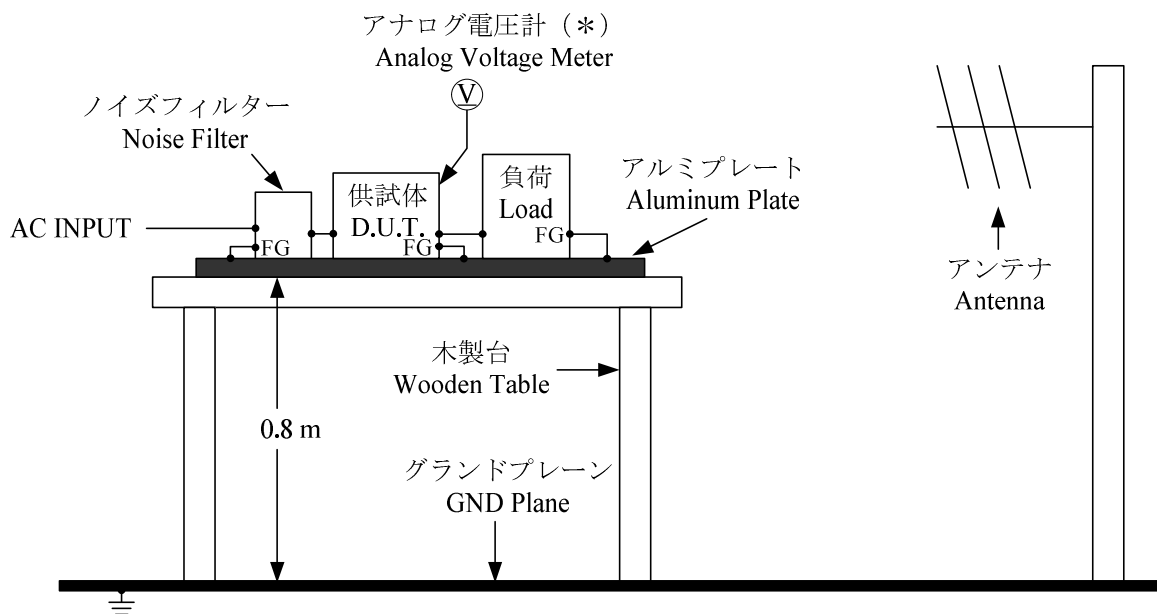 アナログ電圧計（＊）
Analog Voltage Meter
V
ノイズフィルター
Noise Filter
AC INPUT
FG
供試体
D.U.T.
FG
負荷
Load
FG
アルミプレート
Aluminum Plate
アンテナ
Antenna
木製台
Wooden Table
0.8 m
グランドプレーン
GND Plane